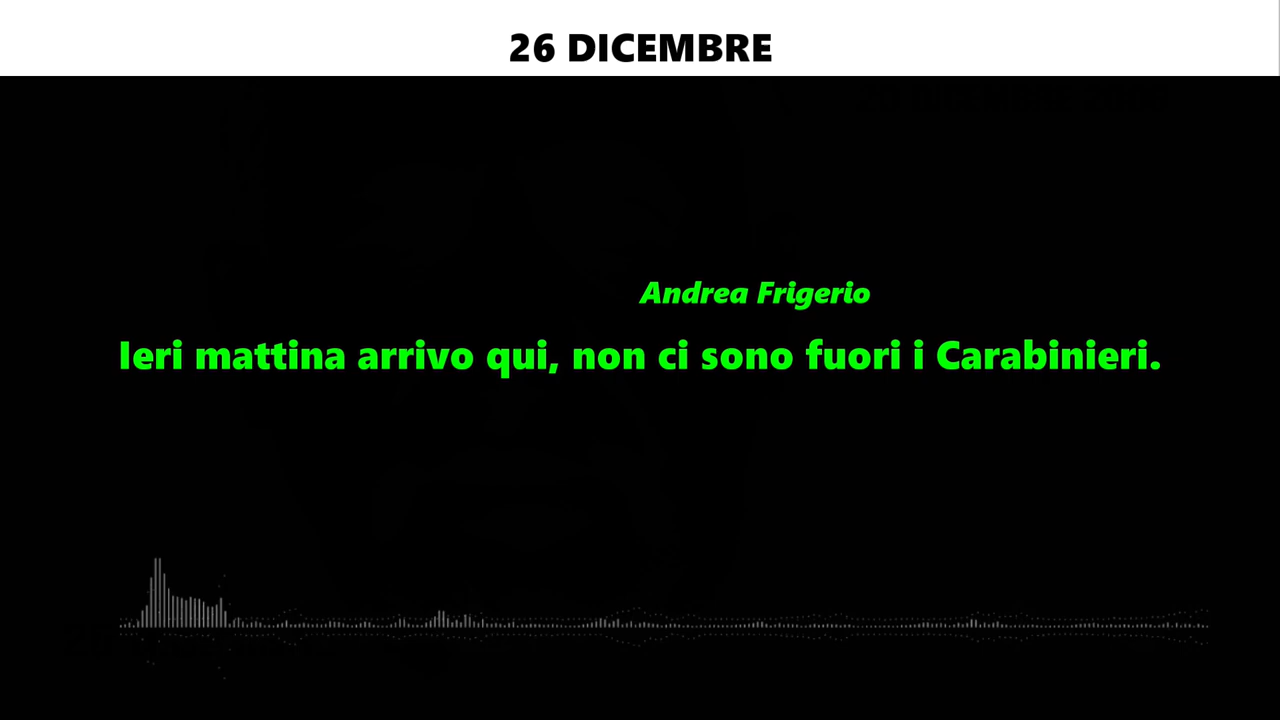 26 DICEMBRE
Andrea Frigerio
Ieri mattina arrivo qui, non ci sono fuori i Carabinieri.